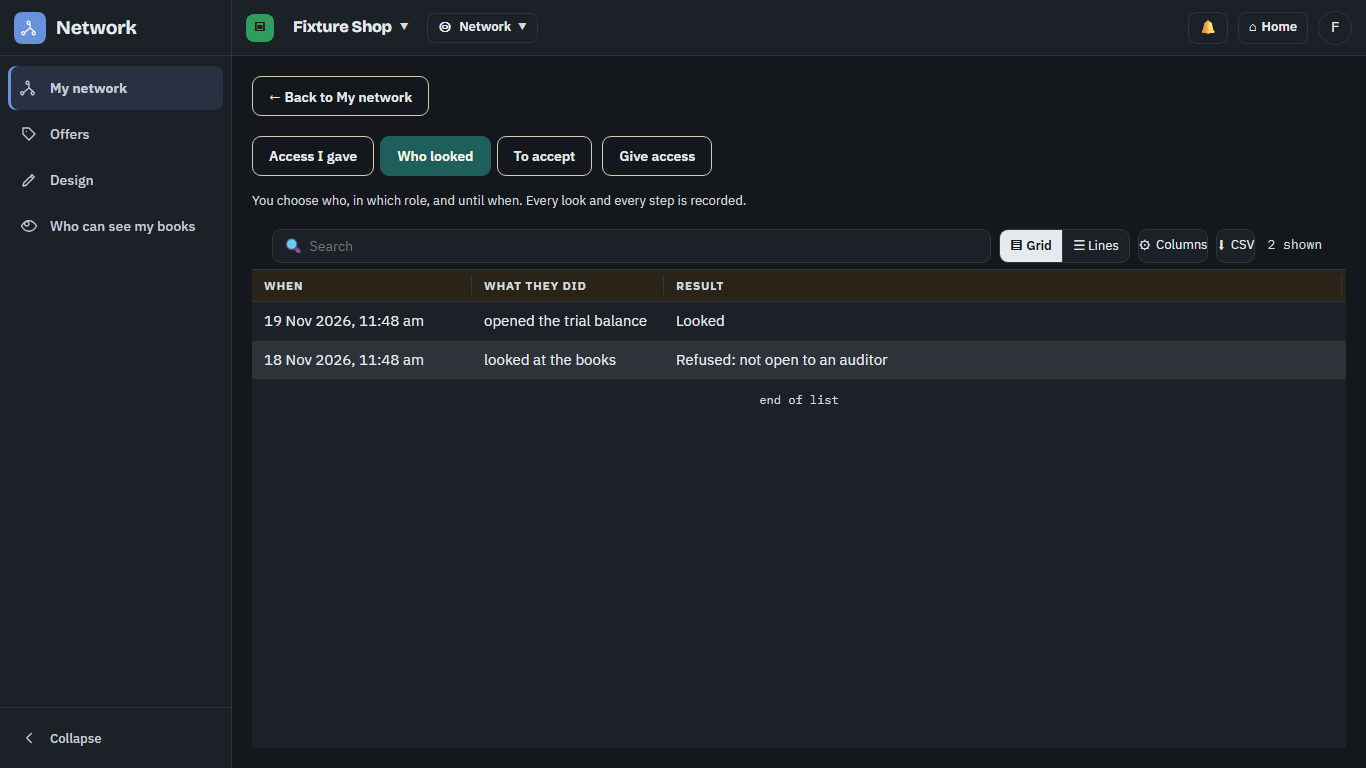 Network
Fixture Shop ▼
Network ▼
Home
F
My network
Offers
Design
Who can see my books
← Back to My network
Access I gave
Who looked
To accept
Give access
You choose who, in which role, and until when. Every look and every step is recorded.
Search
Grid
Lines
Columns
CSV
2 shown
WHEN WHAT THEY DID RESULT
19 Nov 2026, 11:48 am opened the trial balance Looked
18 Nov 2026, 11:48 am looked at the books Refused: not open to an auditor
end of list
Collapse